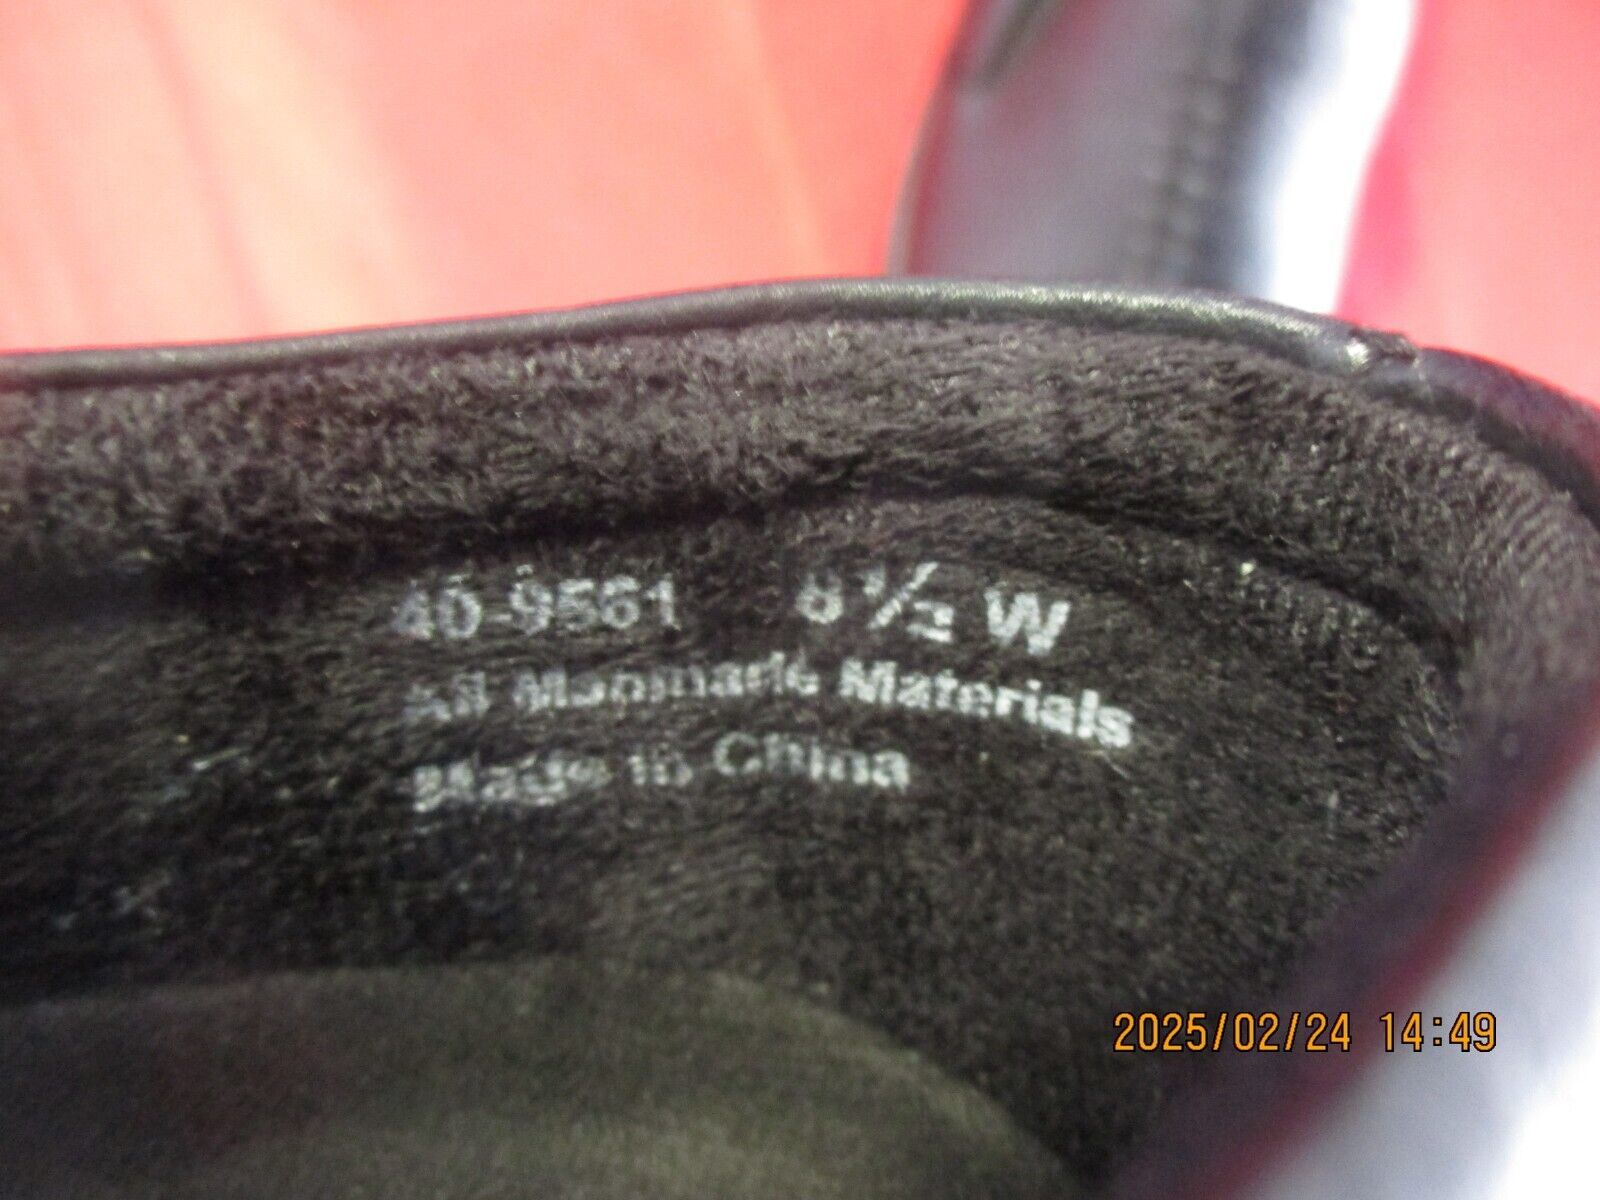 40-9561 8 ½ W
All Manmade Materials
Made in China
2025/02/24 14:49